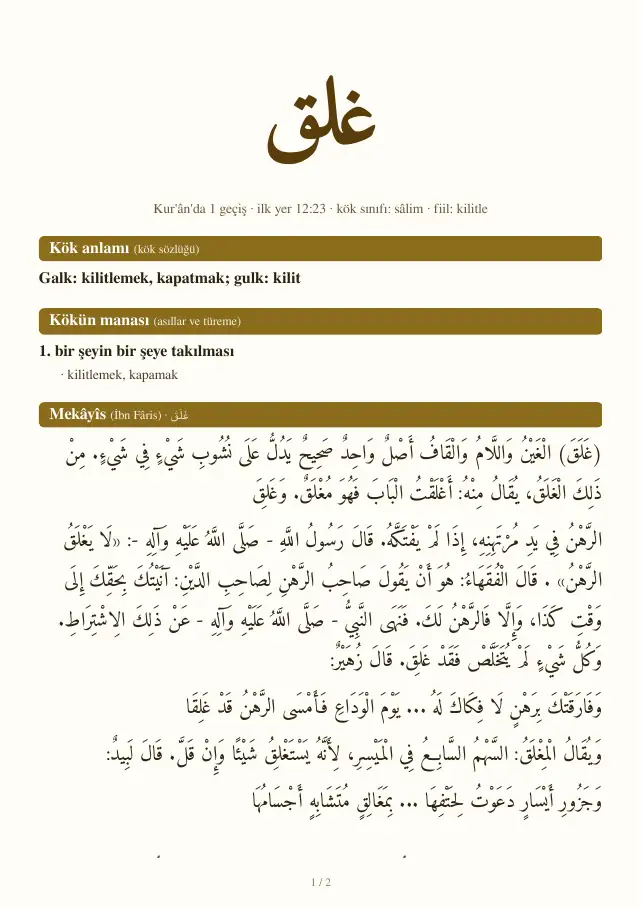 غلق
Kur'ân'da 1 geçiş · ilk yer 12:23 · kök sınıfı: sâlim · fiil: kilitle
Kök anlamı (kök sözlüğü)
Galk: kilitlemek, kapatmak; gulk: kilit
Kökün manası (asıllar ve türeme)
1. bir şeyin bir şeye takılması
· kilitlemek, kapamak
Mekâyîs (İbn Fâris) · غَلَقَ
(غَلَقَ) الْغَيْنُ وَاللَّامُ وَالْقَافُ أَصْلٌ وَاحِدٌ صَحِيحٌ يَدُلُّ عَلَى نُشُوبِ شَيْءٍ فِي شَيْءٍ. مِنْ
ذَلِكَ الْغَلَقُ، يُقَالُ مِنْهُ: أَغْلَقْتُ الْبَابَ فَهُوَ مُغْلَقٌ. وَغَلِقَ
الرَّهْنُ فِي يَدِ مُرْتَهِنِهِ، إِذَا لَمْ يَفْتَكَّهُ. قَالَ رَسُولُ اللَّهِ - صَلَّى اللَّهُ عَلَيْهِ وَآلِهِ -: «لَا يَغْلَقُ
الرَّهْنُ» . قَالَ الْفُقَهَاءُ: هُوَ أَنْ يَقُولَ صَاحِبُ الرَّهْنِ لِصَاحِبِ الدَّيْنِ: آتَيْتُكَ بِحَقِّكَ إِلَى
وَقْتِ كَذَا، وَإِلَّا فَالرَّهْنُ لَكَ. فَنَهَى النَّبِيُّ - صَلَّى اللَّهُ عَلَيْهِ وَآلِهِ - عَنْ ذَلِكَ الِاشْتِرَاطِ.
وَكُلُّ شَيْءٍ لَمْ يُتَخَلَّصْ فَقَدْ غَلِقَ. قَالَ زُهَيْرٌ:
وَفَارَقَتْكَ بِرَهْنٍ لَا فِكَاكَ لَهُ ... يَوْمَ الْوَدَاعِ فَأَمْسَى الرَّهْنُ قَدْ غَلِقَا
وَيُقَالُ الْمِغْلَقُ: السَّهْمُ السَّابِعُ فِي الْمَيْسِرِ، لِأَنَّهُ يَسْتَغْلِقُ شَيْئًا وَإِنْ قَلَّ. قَالَ لَبِيدٌ:
وَجَزُورِ أَيْسَارٍ دَعَوْتُ لِحَتْفِهَا ... بِمَغَالِقٍ مُتَشَابِهٍ أَجْسَامُهَا
1 / 2